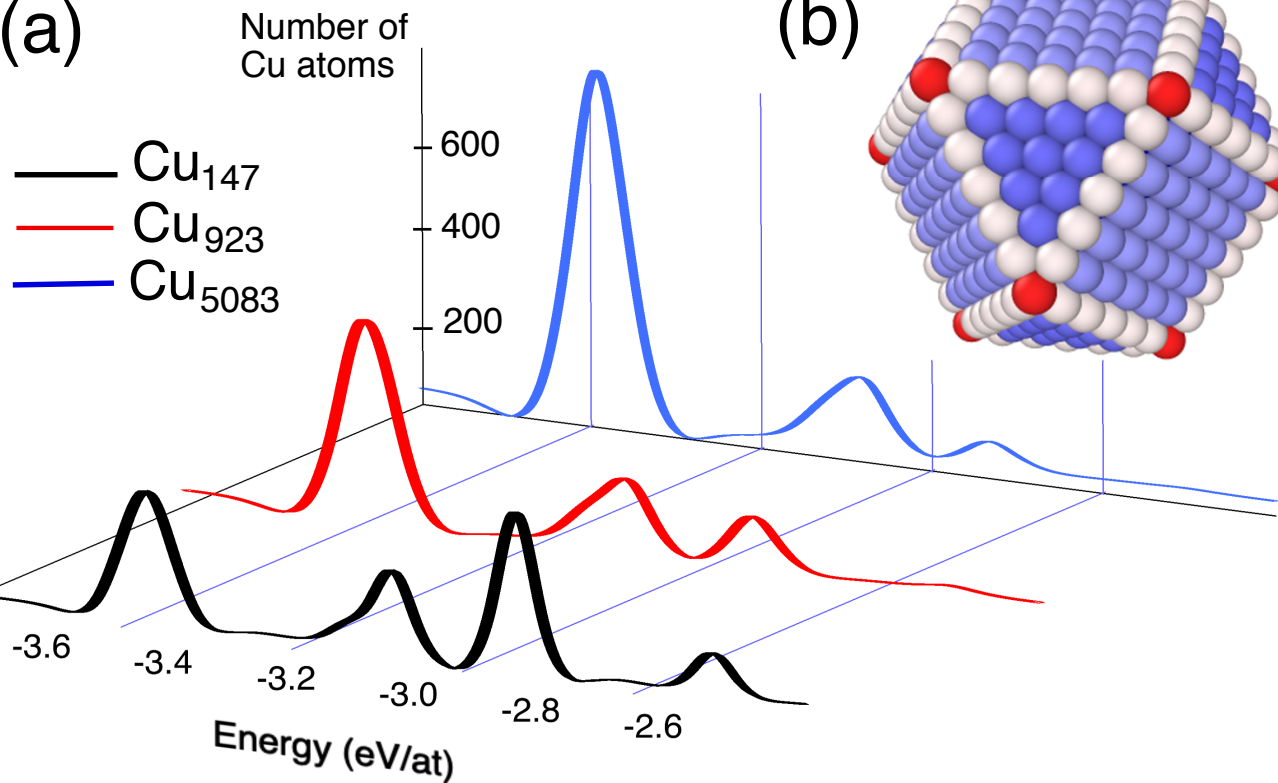 (a)
Number of
Cu atoms
(b)
600
400
200
Cu147
Cu923
Cu5083
-3.6
-3.4
-3.2
-3.0
-2.8
-2.6
Energy (eV/at)